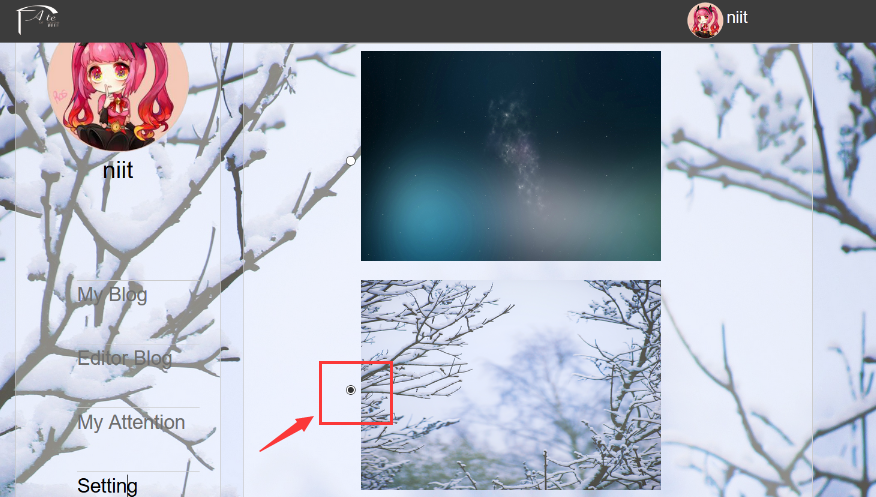 niit
niit
My Blog
Editor Blog
My Attention
Setting